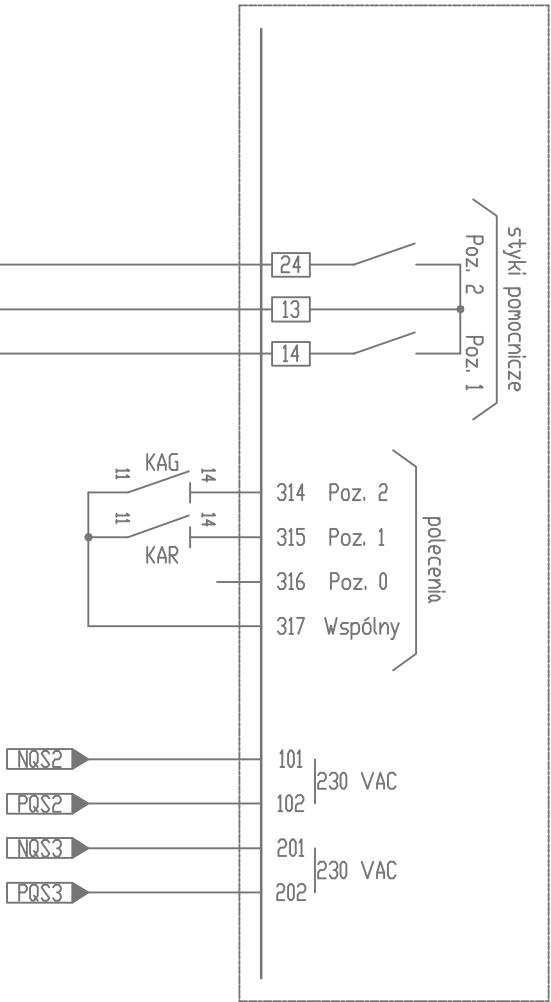 24
13
14
Poz. 2
Poz. 1
styki pomocnicze
11 KAG 14
11 14
KAR
314 Poz. 2
315 Poz. 1
316 Poz. 0
317 Wspólny
polecenia
NQS2 101
230 VAC
PQS2 102
NQS3 201
230 VAC
PQS3 202